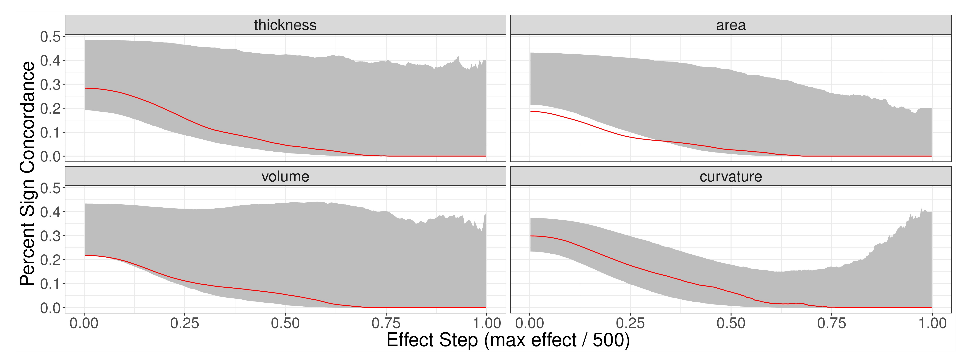 thickness area
0.5
0.4
0.3
0.2
0.1
0.0
volume curvature
0.5
0.4
0.3
0.2
0.1
0.0
0.00 0.25 0.50 0.75 1.00 0.00 0.25 0.50 0.75 1.00
Percent Sign Concordance
Effect Step (max effect / 500)